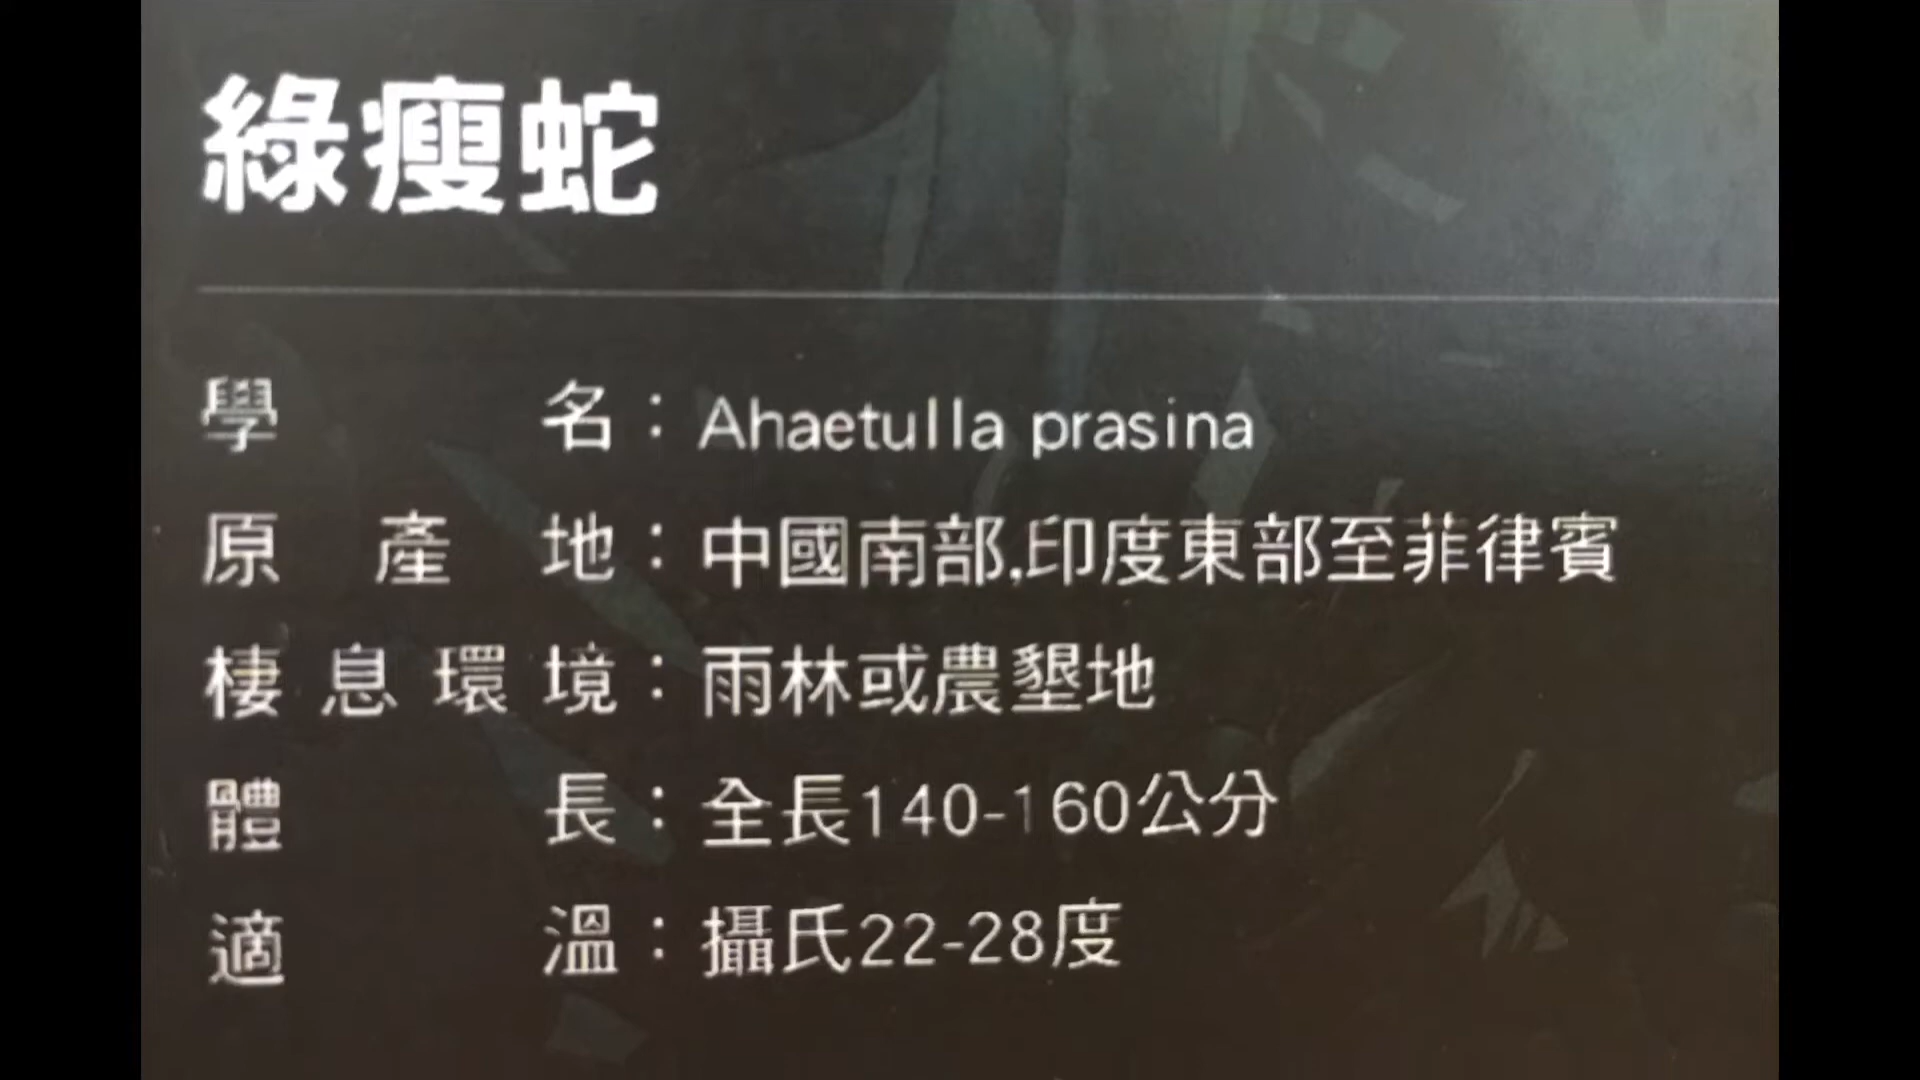 綠瘦蛇
學名：Ahaetulla prasina
原產地：中國南部,印度東部至菲律賓
棲息環境：雨林或農墾地
體長：全長140-160公分
適溫：攝氏22-28度